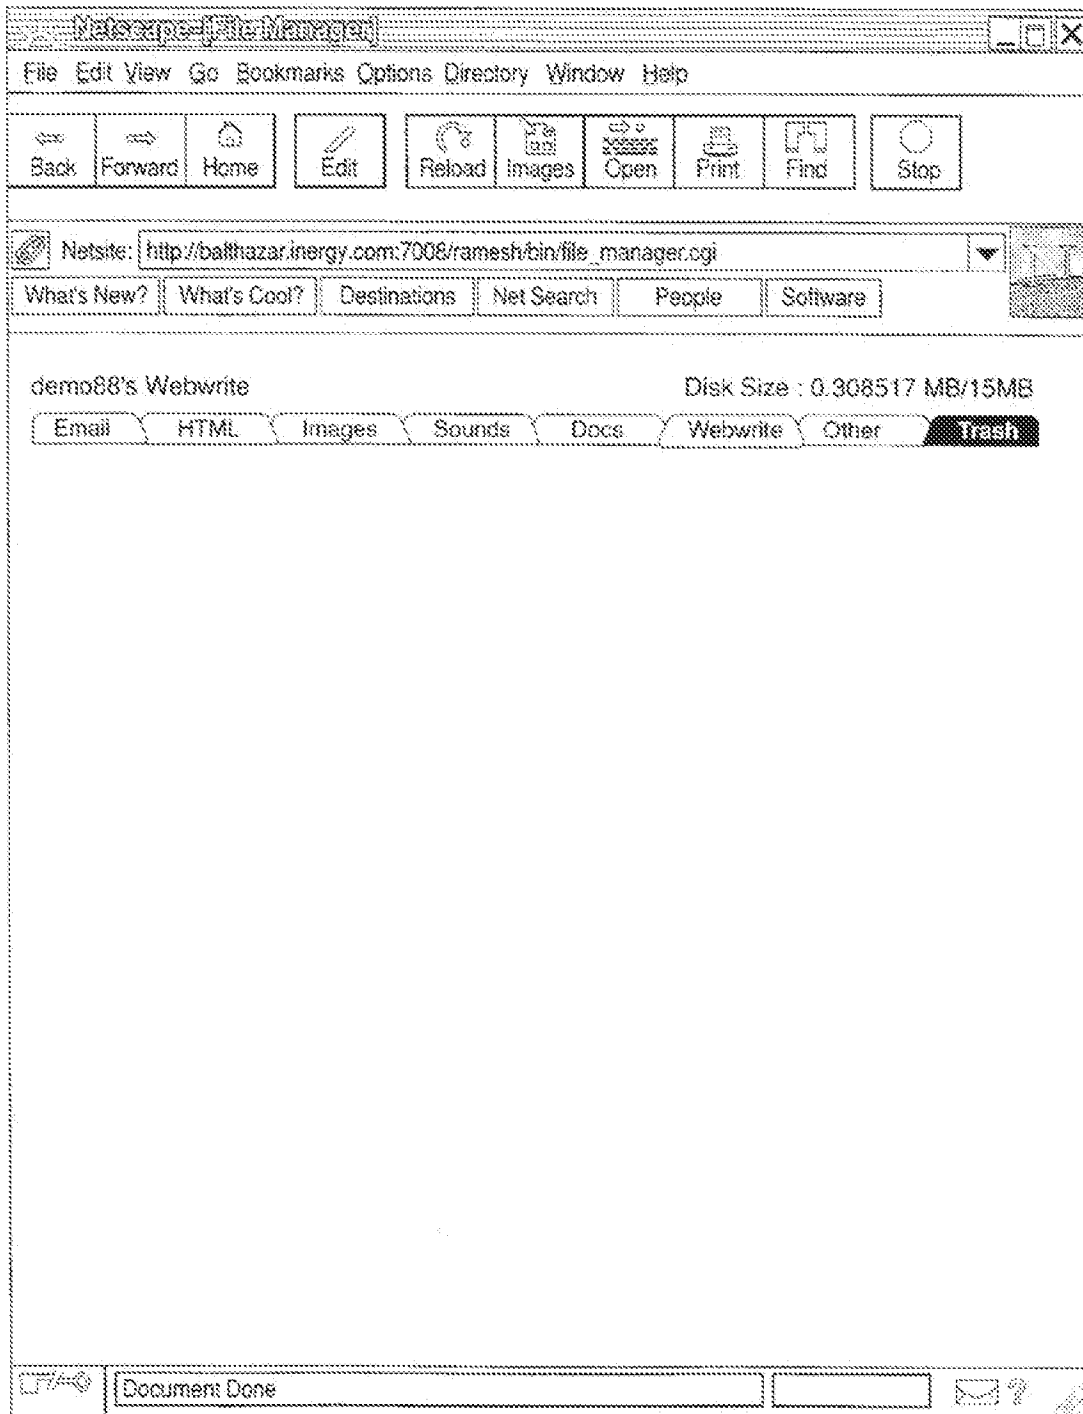 Netscape-[File Manager]
File Edit View Go Bookmarks Options Directory Window Help
Back Forward Home Edit Reload Images Open Print Find Stop
Netsite: http://balthazar.inergy.com:7008/ramesh/bin/file_manager.cgi
What's New? What's Cool? Destinations Net Search People Software
demo88's Webwrite Disk Size : 0.308517 MB/15MB
Email HTML Images Sounds Docs Webwrite Other Trash
Document Done